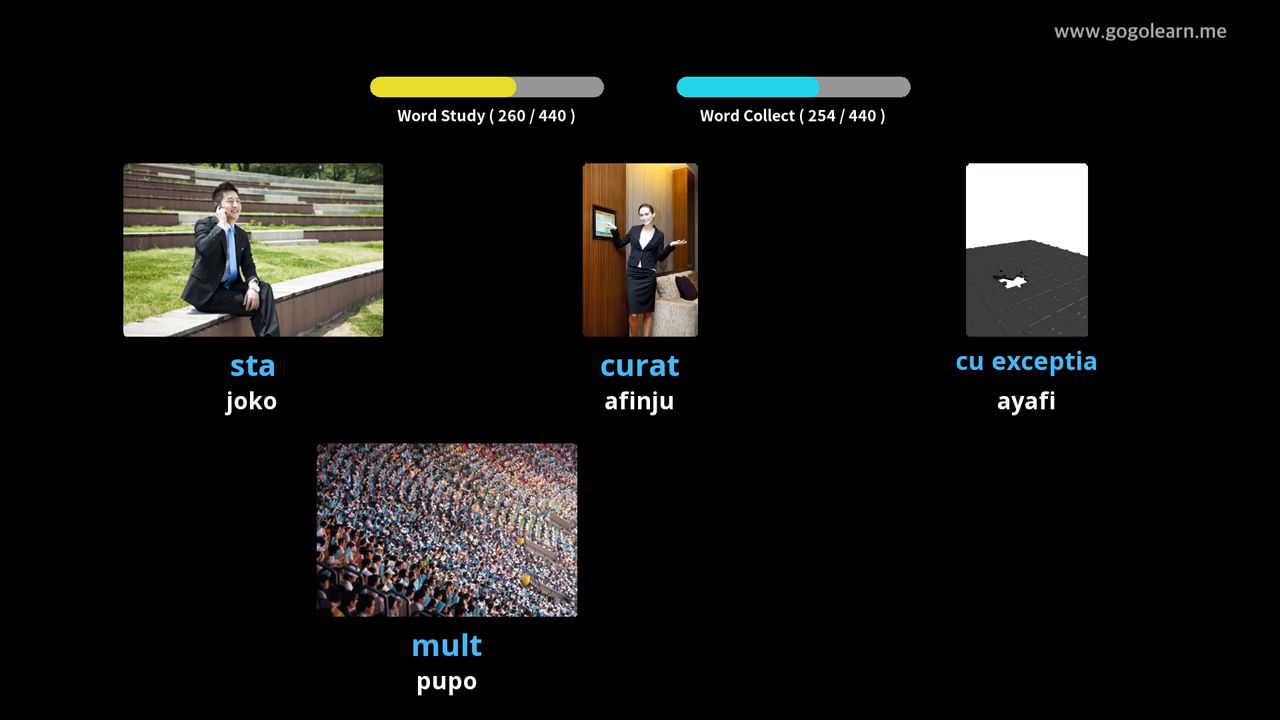 www.gogolearn.me
Word Study ( 260 / 440 )
Word Collect ( 254 / 440 )
sta
joko
curat
afinju
cu exceptia
ayafi
mult
pupo